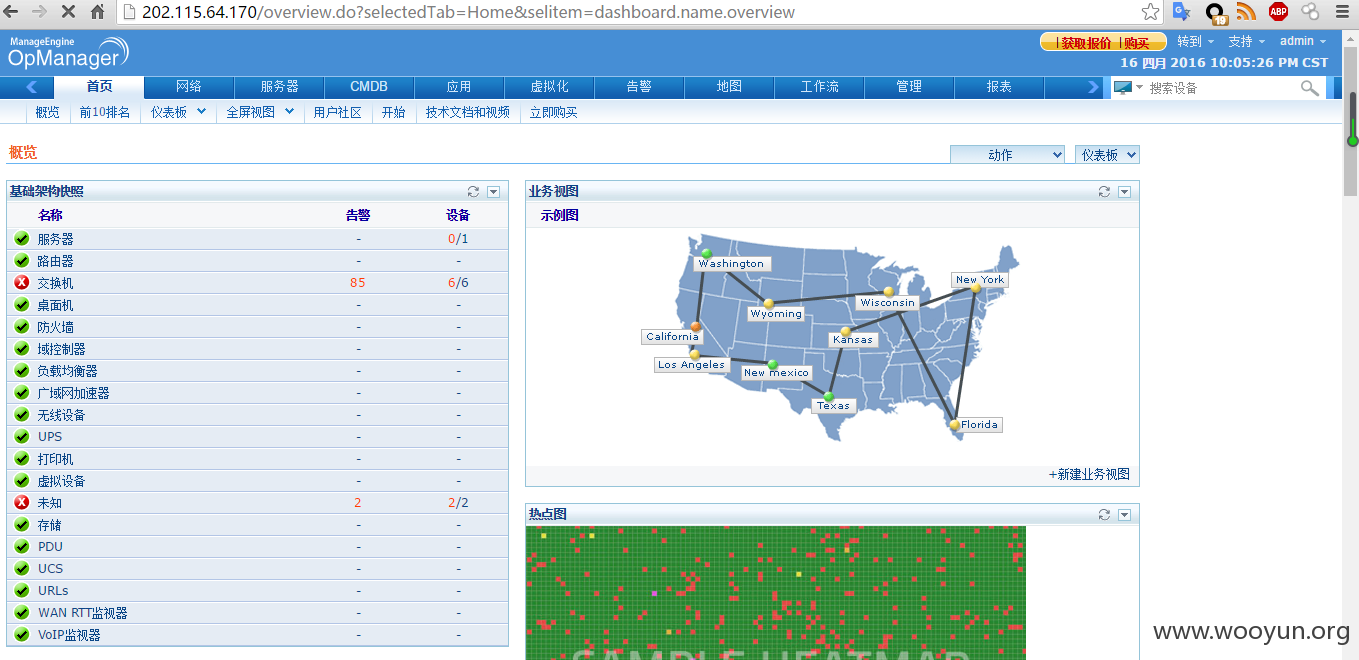 202.115.64.170/overview.do?selectedTab=Home&selitem=dashboard.name.overview
ABP
19
ManageEngine
OpManager
获取报价 购买 转到 支持 admin
16 四月 2016 10:05:26 PM CST
首页 网络 服务器 CMDB 应用 虚拟化 告警 地图 工作流 管理 报表 搜索设备
概览 前10排名 仪表板 全屏视图 用户社区 开始 技术文档和视频 立即购买
概览
动作 仪表板
基础架构快照
名称 告警 设备
服务器 - 0/1
路由器 - -
交换机 85 6/6
桌面机 - -
防火墙 - -
域控制器 - -
负载均衡器 - -
广域网加速器 - -
无线设备 - -
UPS - -
打印机 - -
虚拟设备 - -
未知 2 2/2
存储 - -
PDU - -
UCS - -
URLs - -
WAN RTT监视器 - -
VoIP监视器 - -
业务视图
示例图
Washington
New York
Wisconsin
Wyoming
California
Kansas
Los Angeles
New mexico
Texas
Florida
+新建业务视图
热点图
SAMPLE HEATMAP
www.wooyun.org